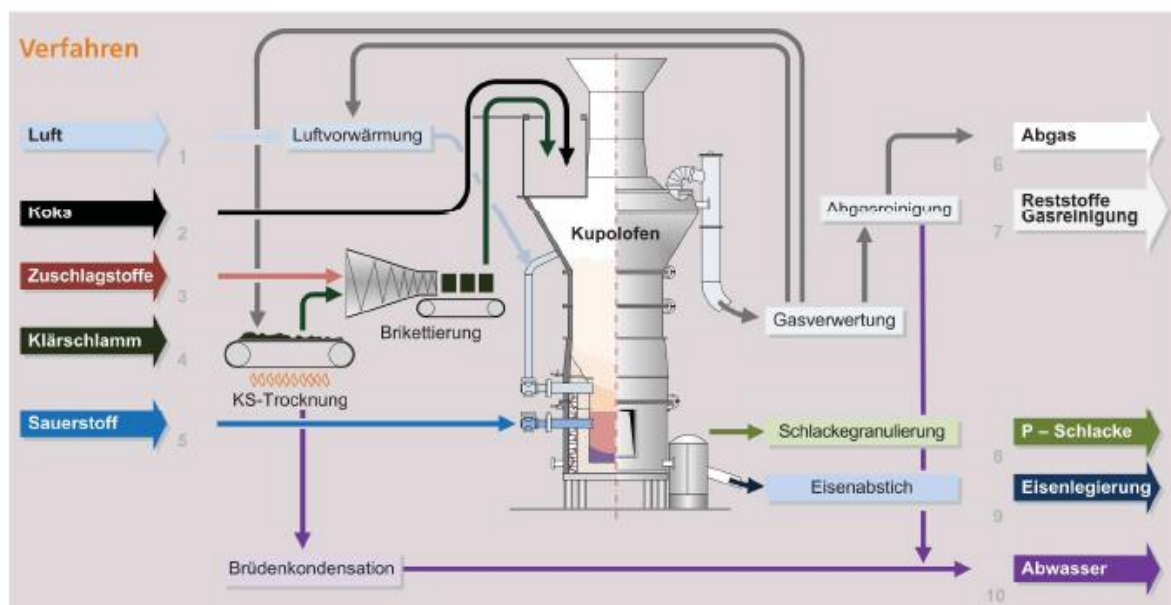 Verfahren
Luft
1
Luftvorwärmung
Koks
2
Zuschlagstoffe
3
Klärschlamm
4
Sauerstoff
5
KS-Trocknung
Brikettierung
Brüdenkondensation
Kupolofen
Gasverwertung
Abgasreinigung
Schlackegranulierung
Eisenabstich
6
Abgas
7
Reststoffe
Gasreinigung
8
P – Schlacke
9
Eisenlegierung
10
Abwasser